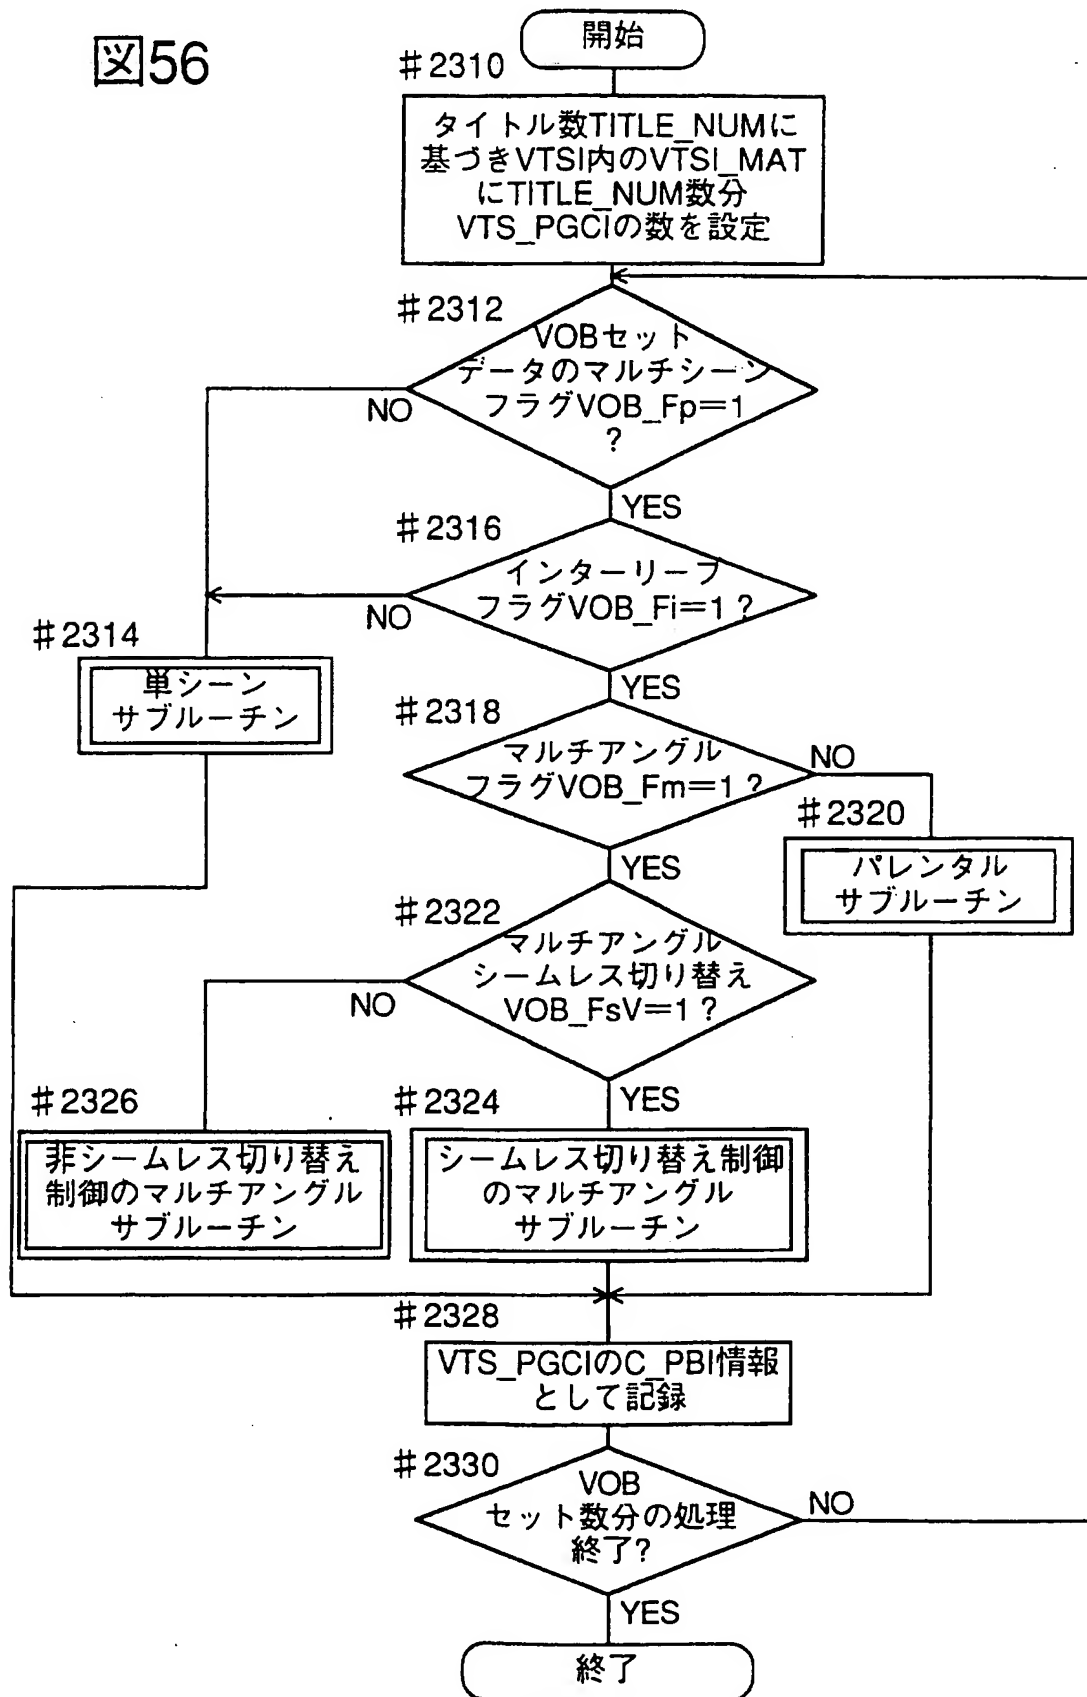 図56
開始
#2310
タイトル数TITLE_NUMに
基づきVTSI内のVTSI_MAT
にTITLE_NUM数分
VTS_PGCIの数を設定
#2312
VOBセット
データのマルチシーン
フラグVOB_Fp=1
?
NO
YES
#2316
インターリーブ
フラグVOB_Fi=1?
NO
YES
#2314
単シーン
サブルーチン
#2318
マルチアングル
フラグVOB_Fm=1?
NO
YES
#2320
パレンタル
サブルーチン
#2322
マルチアングル
シームレス切り替え
VOB_FsV=1?
NO
YES
#2326
非シームレス切り替え
制御のマルチアングル
サブルーチン
#2324
シームレス切り替え制御
のマルチアングル
サブルーチン
#2328
VTS_PGCIのC_PBI情報
として記録
#2330
VOB
セット数分の処理
終了?
NO
YES
終了